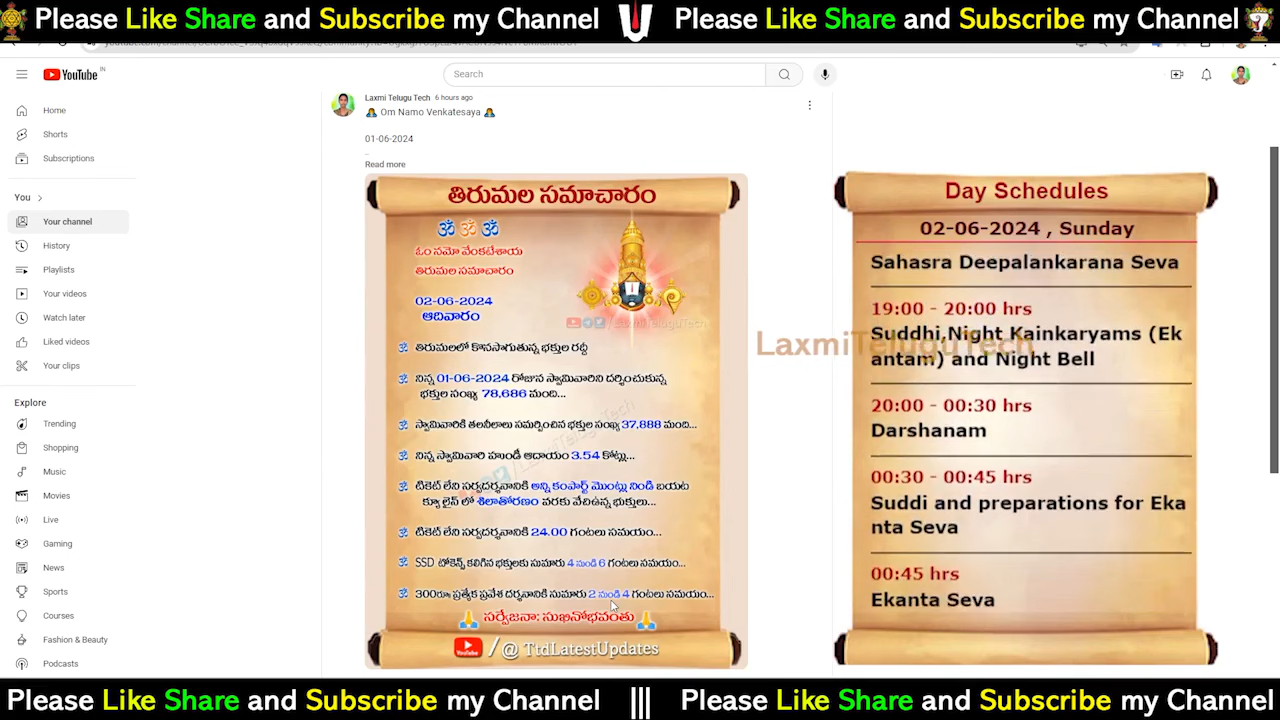 Please Like Share and Subscribe my Channel
Please Like Share and Subscribe my Channel
YouTube IN
Search
Home
Shorts
Subscriptions
You
Your channel
History
Playlists
Your videos
Watch later
Liked videos
Your clips
Explore
Trending
Shopping
Music
Movies
Live
Gaming
News
Sports
Courses
Fashion & Beauty
Podcasts
Laxmi Telugu Tech 6 hours ago
Om Namo Venkatesaya
01-06-2024
..
Read more
తిరుమల సమాచారం
ॐ ॐ ॐ
ఓం నమో వేంకటేశాయ
తిరుమల సమాచారం
02-06-2024
ఆదివారం
/LaxmiTeluguTech
ॐ తిరుమలలో కొనసాగుతున్న భక్తుల రద్దీ
ॐ నిన్న 01-06-2024 రోజున స్వామివారిని దర్శించుకున్న
భక్తుల సంఖ్య 78,686 మంది...
ॐ స్వామివారికి తలనీలాలు సమర్పించిన భక్తుల సంఖ్య 37,888 మంది...
ॐ నిన్న స్వామివారి హుండీ ఆదాయం 3.54 కోట్లు...
ॐ టికెట్ లేని సర్వదర్శవానికి అన్ని కంపార్ట్ మెంట్లు నిండి బయట
క్యూ లైన్ లో శిలాతోరణం వరకు వేచిఉన్న భక్తులు...
ॐ టికెట్ లేని సర్వదర్శవానికి 24.00 గంటలు సమయం...
ॐ SSD టోకెన్స్ కలిగిన భక్తులకు సుమారు 4 నుండి 6 గంటలు సమయం...
ॐ 300రూ ప్రత్యేక ప్రవేశ దర్శవానికి సుమారు 2 నుండి 4 గంటలు సమయం...
సర్వేజనా: సుఖినోభవంతు
YouTube /@ TtdLatestUpdates
Day Schedules
02-06-2024 , Sunday
Sahasra Deepalankarana Seva
19:00 - 20:00 hrs
Suddhi,Night Kainkaryams (Ek
antam) and Night Bell
LaxmiTeluguTech
20:00 - 00:30 hrs
Darshanam
00:30 - 00:45 hrs
Suddi and preparations for Eka
nta Seva
00:45 hrs
Ekanta Seva
Please Like Share and Subscribe my Channel
|||
Please Like Share and Subscribe my Channel